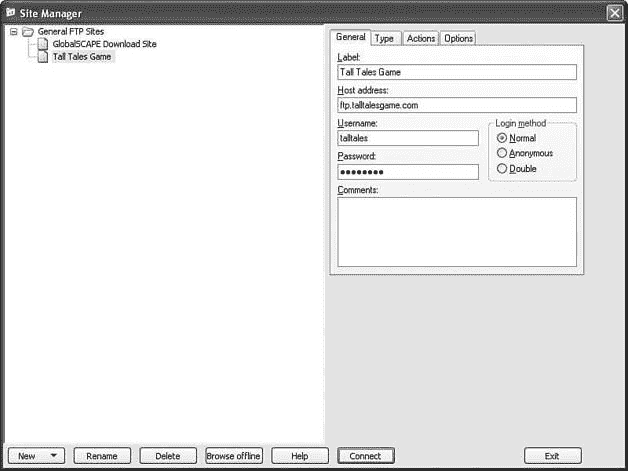 Site Manager
General FTP Sites
GlobalSCAPE Download Site
Tall Tales Game
General Type Actions Options
Label:
Tall Tales Game
Host address:
ftp.talltalesgame.com
Username:
talltales
Login method
Normal
Anonymous
Double
Password:
●●●●●●●●
Comments:
New Rename Delete Browse offline Help Connect Exit